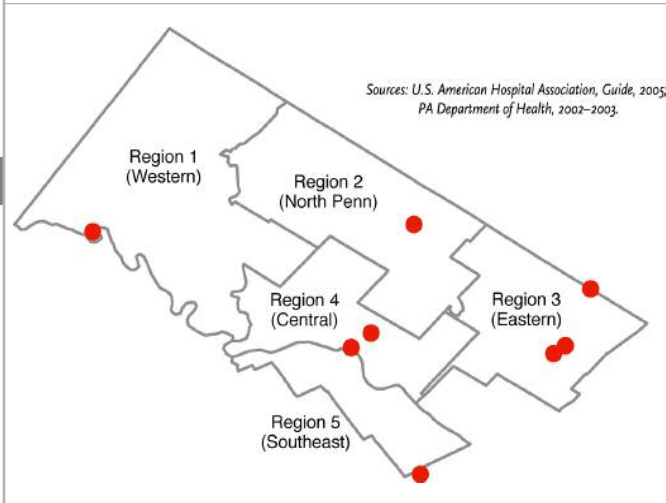 Sources: U.S. American Hospital Association, Guide, 2005;
PA Department of Health, 2002–2003.
Region 1
(Western)
Region 2
(North Penn)
Region 3
(Eastern)
Region 4
(Central)
Region 5
(Southeast)